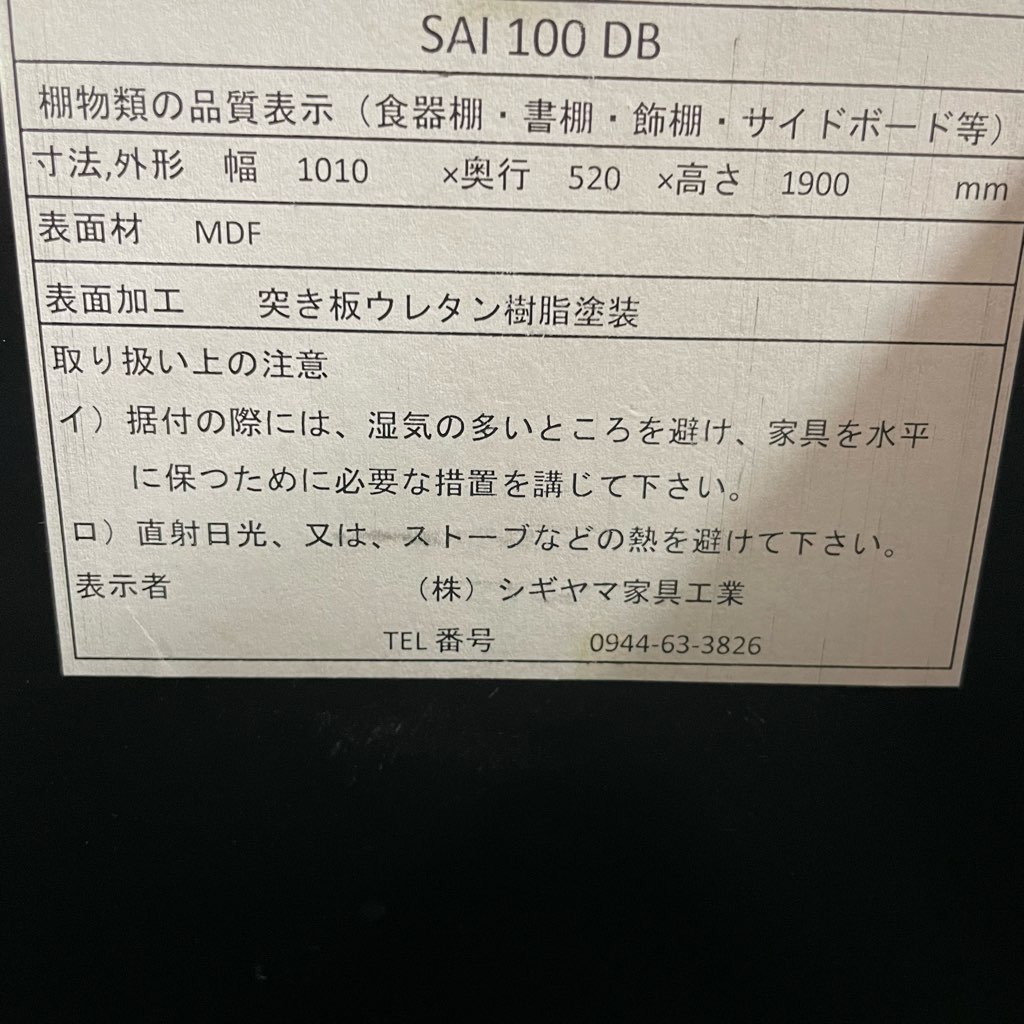 SAI 100 DB
棚物類の品質表示（食器棚・書棚・飾棚・サイドボード等）
寸法,外形 幅 1010 ×奥行 520 ×高さ 1900 mm
表面材 MDF
表面加工 突き板ウレタン樹脂塗装
取り扱い上の注意
イ）据付の際には、湿気の多いところを避け、家具を水平
に保つために必要な措置を講じて下さい。
ロ）直射日光、又は、ストーブなどの熱を避けて下さい。
表示者 （株）シギヤマ家具工業
TEL 番号 0944-63-3826